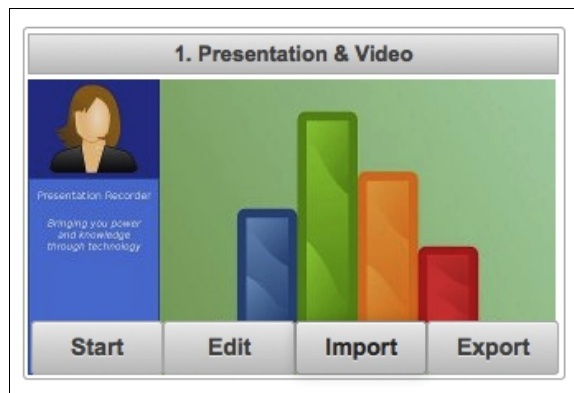 1. Presentation & Video
Presentation Recorder
Bringing you power
and knowledge
through technology
Start
Edit
Import
Export